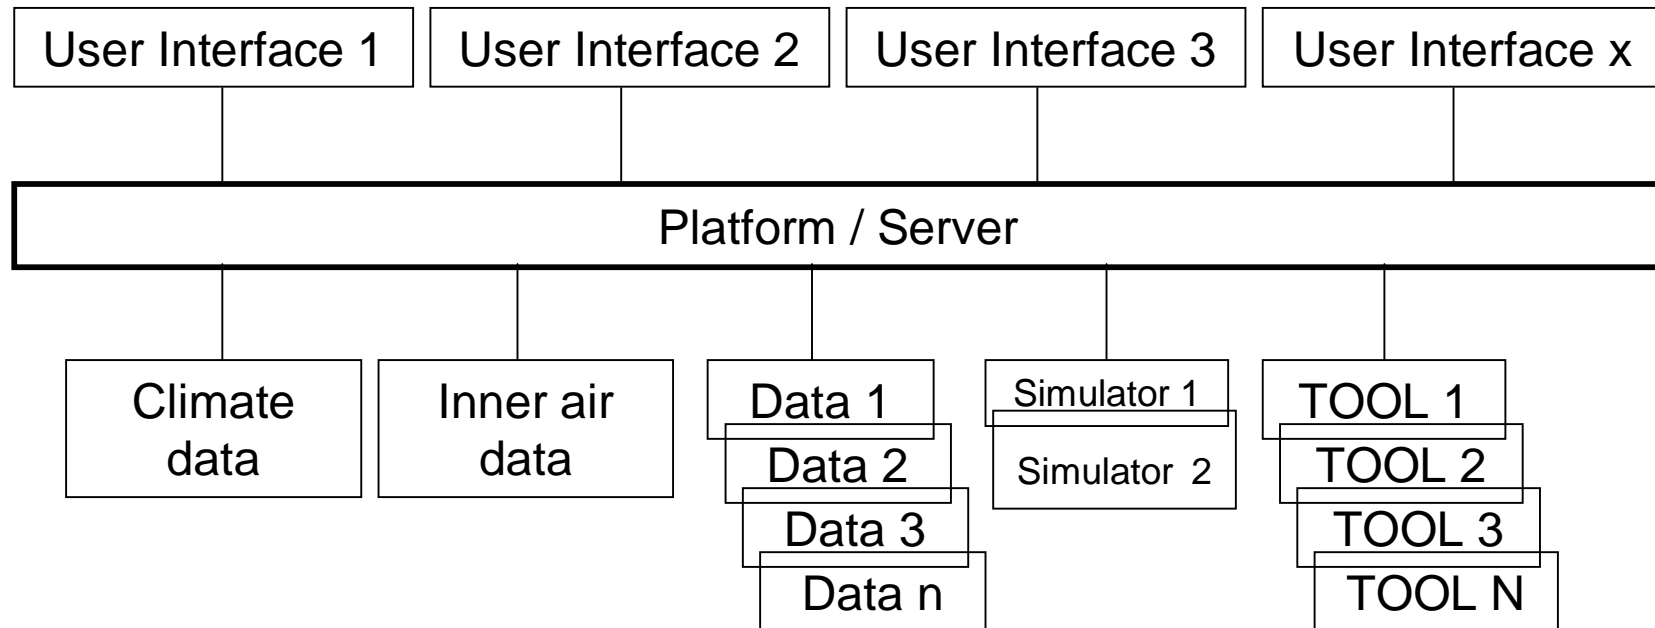 User Interface 1
User Interface 2
User Interface 3
User Interface x
Platform / Server
Climate
data
Inner air
data
Data 1
Data 2
Data 3
Data n
Simulator 1
Simulator 2
TOOL 1
TOOL 2
TOOL 3
TOOL N